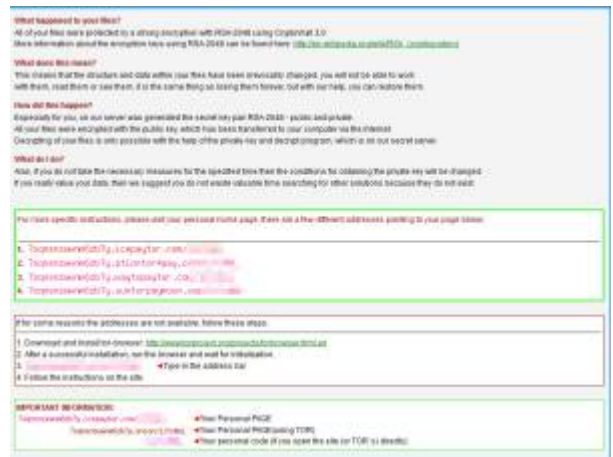 What happened to your files?
All of your files were protected by a strong encryption with RSA-2048 using CryptoWall 3.0
More information about the encryption keys using RSA-2048 can be found here:
What does this mean?
This means that the structure and data within your files have been irrevocably changed, you will not be able to work
with them, read them or see them, it is the same thing as losing them forever, but with our help, you can restore them.
How did this happen?
Especially for you, on our server was generated the secret key pair RSA-2048 - public and private.
All your files were encrypted with the public key, which has been transferred to your computer via the Internet.
Decrypting of your files is only possible with the help of the private key and decrypt program, which is on our secret server.
What do I do?
Alas, if you do not take the necessary measures for the specified time then the conditions for obtaining the private key will be changed.
If you really value your data, then we suggest you do not waste valuable time searching for other solutions because they do not exist.
For more specific instructions, please visit your personal home page, there are a few different addresses pointing to your page below:
1.
2.
3.
4.
If for some reasons the addresses are not available, follow these steps:
1. Download and install tor-browser:
2. After a successful installation, run the browser and wait for initialization.
3. Type in the address bar
4. Follow the instructions on the site.
IMPORTANT INFORMATION:
Your Personal PAGE
Your Personal PAGE(using TOR)
Your personal code (if you open the site (or TOR's) directly)